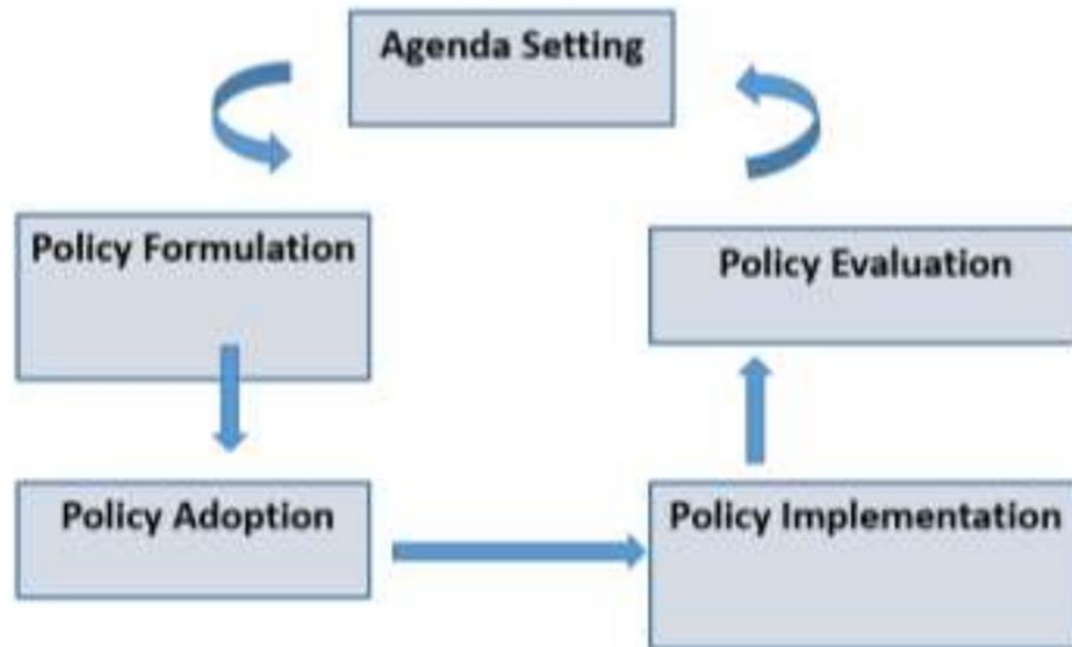 Agenda Setting
Policy Formulation
Policy Evaluation
Policy Adoption
Policy Implementation